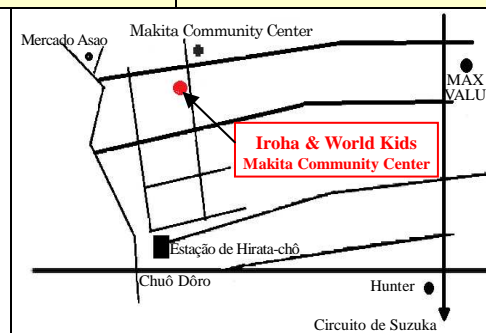 Makita Community Center
Mercado Asao
MAX
VALU
Iroha & World Kids
Makita Community Center
Estação de Hirata-chô
Chuô Dôro
Hunter
Circuito de Suzuka